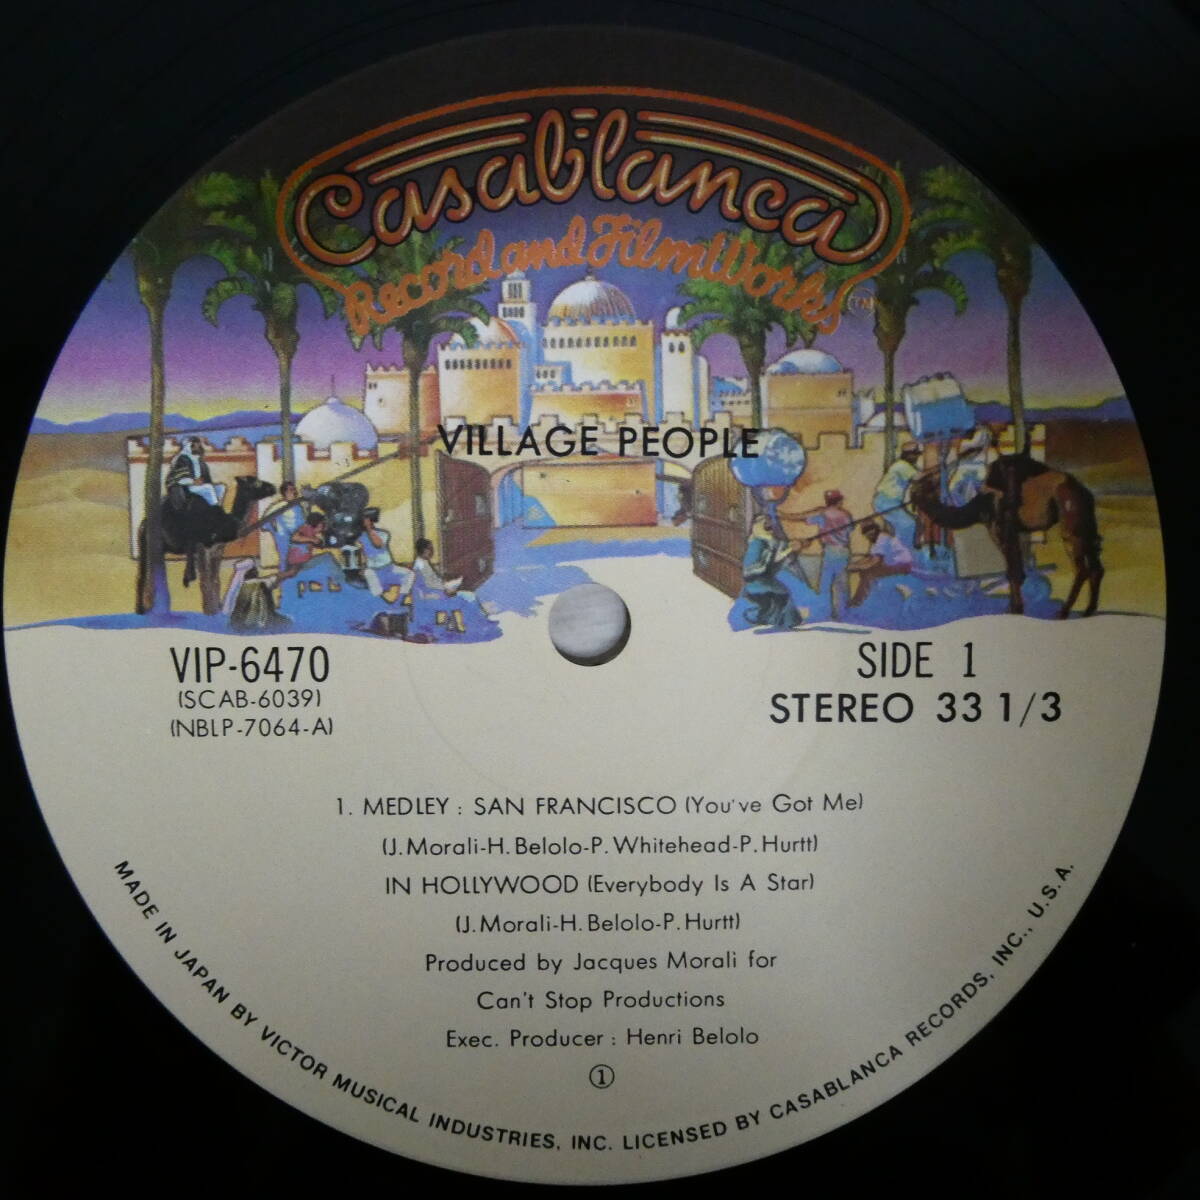 Casablanca
Record and FilmWorks
TM
VILLAGE PEOPLE
VIP-6470
(SCAB-6039)
(NBLP-7064-A)
SIDE 1
STEREO 33 1/3
1. MEDLEY : SAN FRANCISCO (You've Got Me)
(J. Morali-H. Belolo-P. Whitehead-P. Hurtt)
IN HOLLYWOOD (Everybody Is A Star)
(J. Morali-H. Belolo-P. Hurtt)
Produced by Jacques Morali for
Can't Stop Productions
Exec. Producer : Henri Belolo
①
MADE IN JAPAN BY VICTOR MUSICAL INDUSTRIES, INC. LICENSED BY CASABLANCA RECORDS, INC., U.S.A.